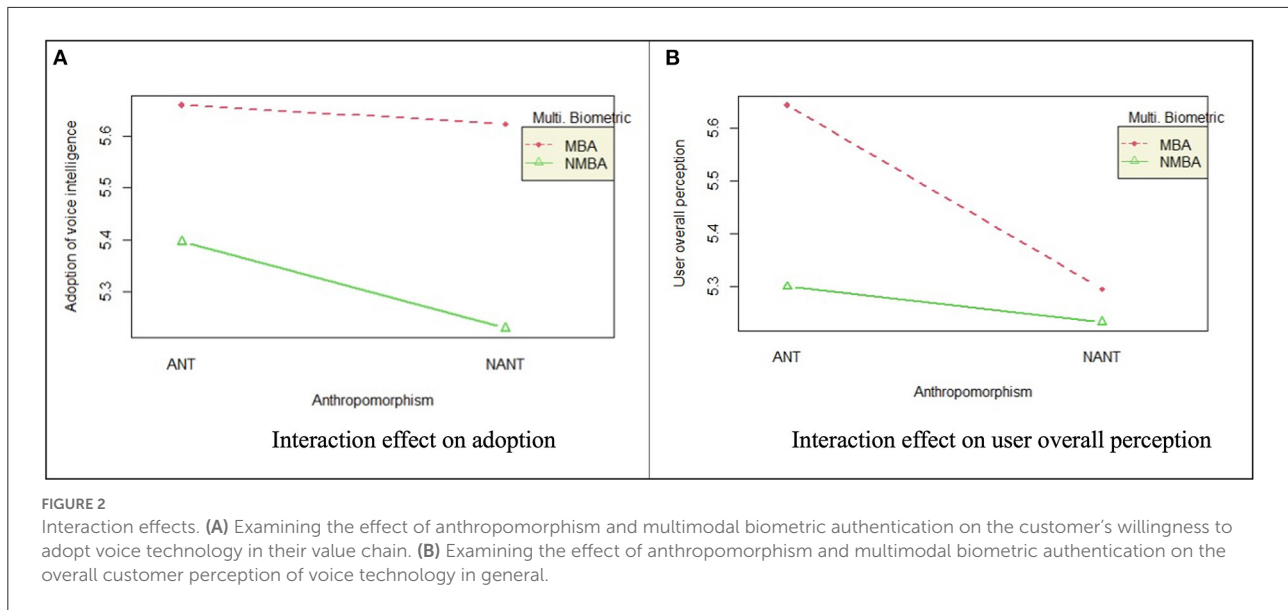 A
Adoption of voice intelligence
5.6
5.5
5.4
5.3
Multi. Biometric
MBA
NMBA
ANT
NANT
Anthropomorphism
Interaction effect on adoption
B
User overall perception
5.6
5.5
5.4
5.3
Multi. Biometric
MBA
NMBA
ANT
NANT
Anthropomorphism
Interaction effect on user overall perception
FIGURE 2
Interaction effects. (A) Examining the effect of anthropomorphism and multimodal biometric authentication on the customer's willingness to
adopt voice technology in their value chain. (B) Examining the effect of anthropomorphism and multimodal biometric authentication on the
overall customer perception of voice technology in general.